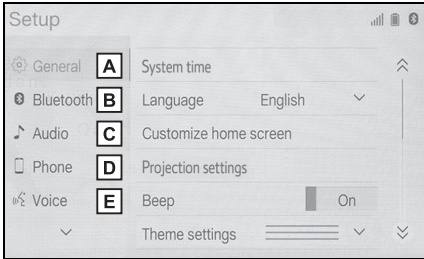 Setup
General A
Bluetooth B
Audio C
Phone D
Voice E
System time
Language English
Customize home screen
Projection settings
Beep On
Theme settings